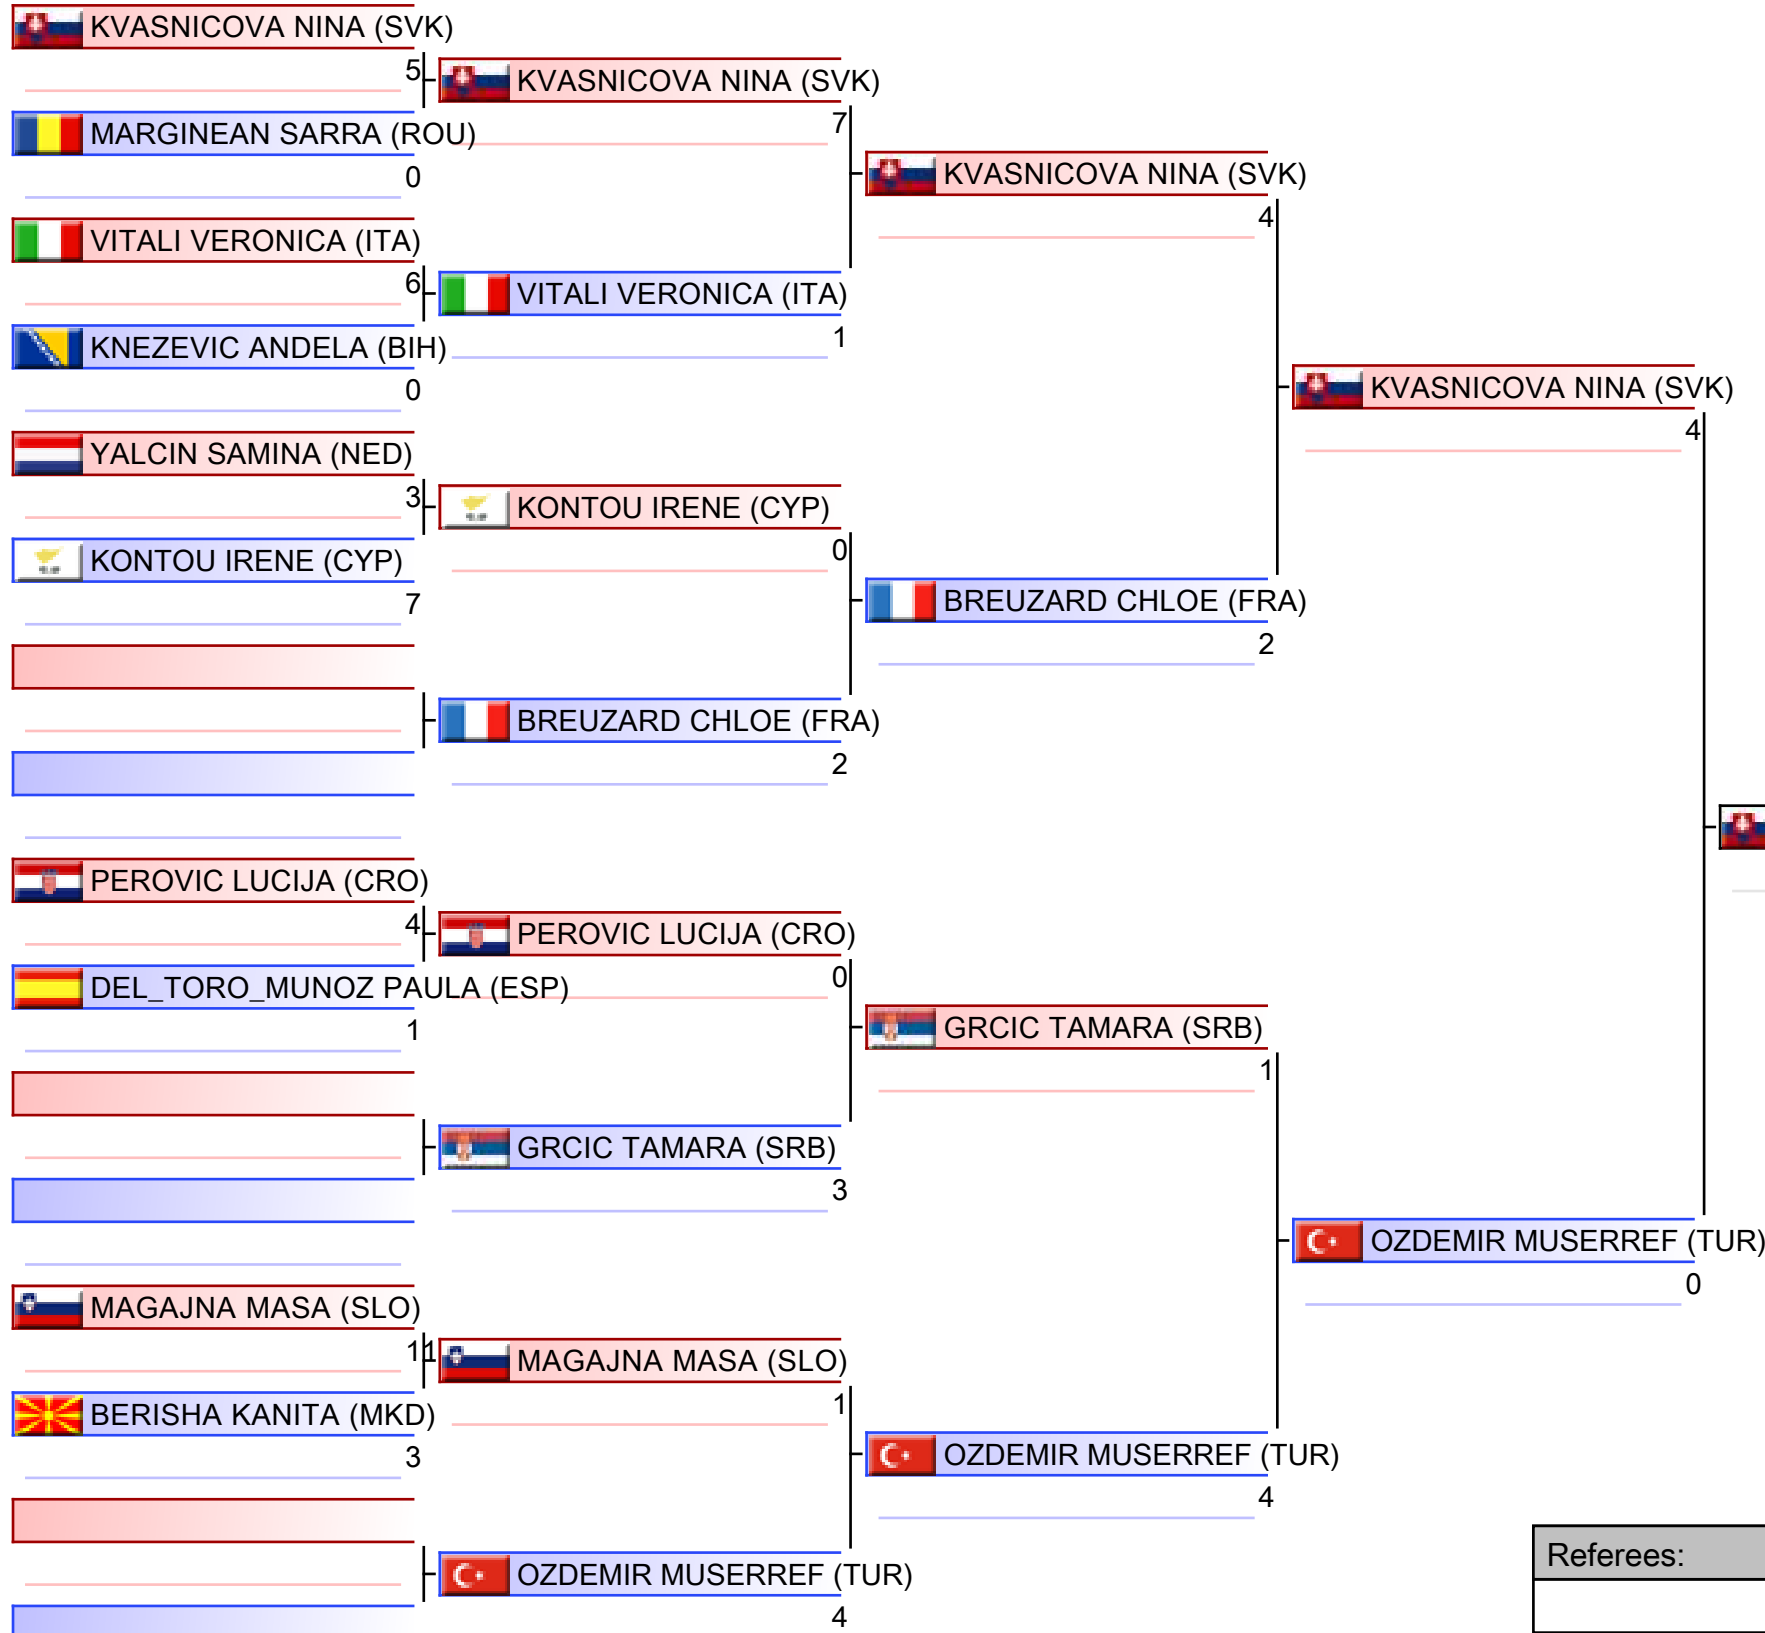 KVASNICOVA NINA (SVK)
5
MARGINEAN SARRA (ROU)
0
VITALI VERONICA (ITA)
6
KNEZEVIC ANDELA (BIH)
0
YALCIN SAMINA (NED)
3
KONTOU IRENE (CYP)
7
PEROVIC LUCIJA (CRO)
4
DEL_TORO_MUNOZ PAULA (ESP)
1
MAGAJNA MASA (SLO)
11
BERISHA KANITA (MKD)
3
KVASNICOVA NINA (SVK)
7
VITALI VERONICA (ITA)
1
KONTOU IRENE (CYP)
0
BREUZARD CHLOE (FRA)
2
PEROVIC LUCIJA (CRO)
0
GRCIC TAMARA (SRB)
3
MAGAJNA MASA (SLO)
1
OZDEMIR MUSERREF (TUR)
4
KVASNICOVA NINA (SVK)
4
BREUZARD CHLOE (FRA)
2
GRCIC TAMARA (SRB)
1
OZDEMIR MUSERREF (TUR)
4
KVASNICOVA NINA (SVK)
4
OZDEMIR MUSERREF (TUR)
0
Referees: